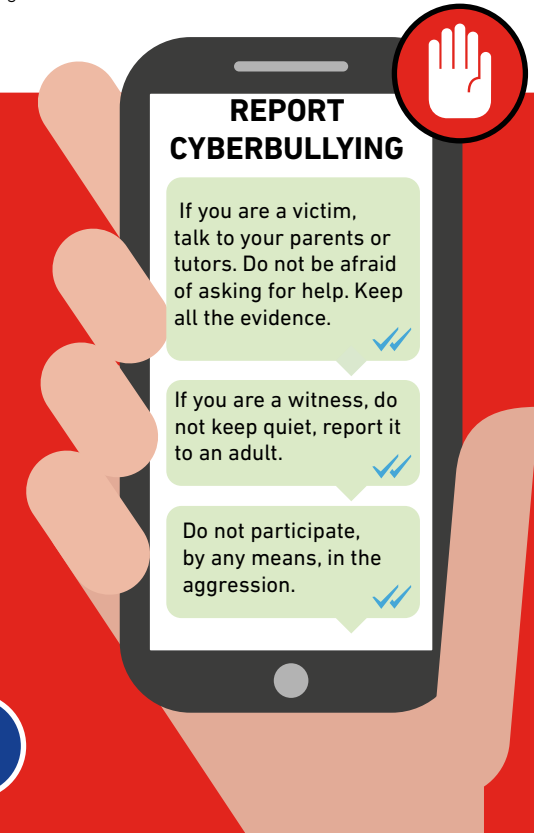 REPORT
CYBERBULLYING
If you are a victim,
talk to your parents or
tutors. Do not be afraid
of asking for help. Keep
all the evidence.
If you are a witness, do
not keep quiet, report it
to an adult.
Do not participate,
by any means, in the
aggression.